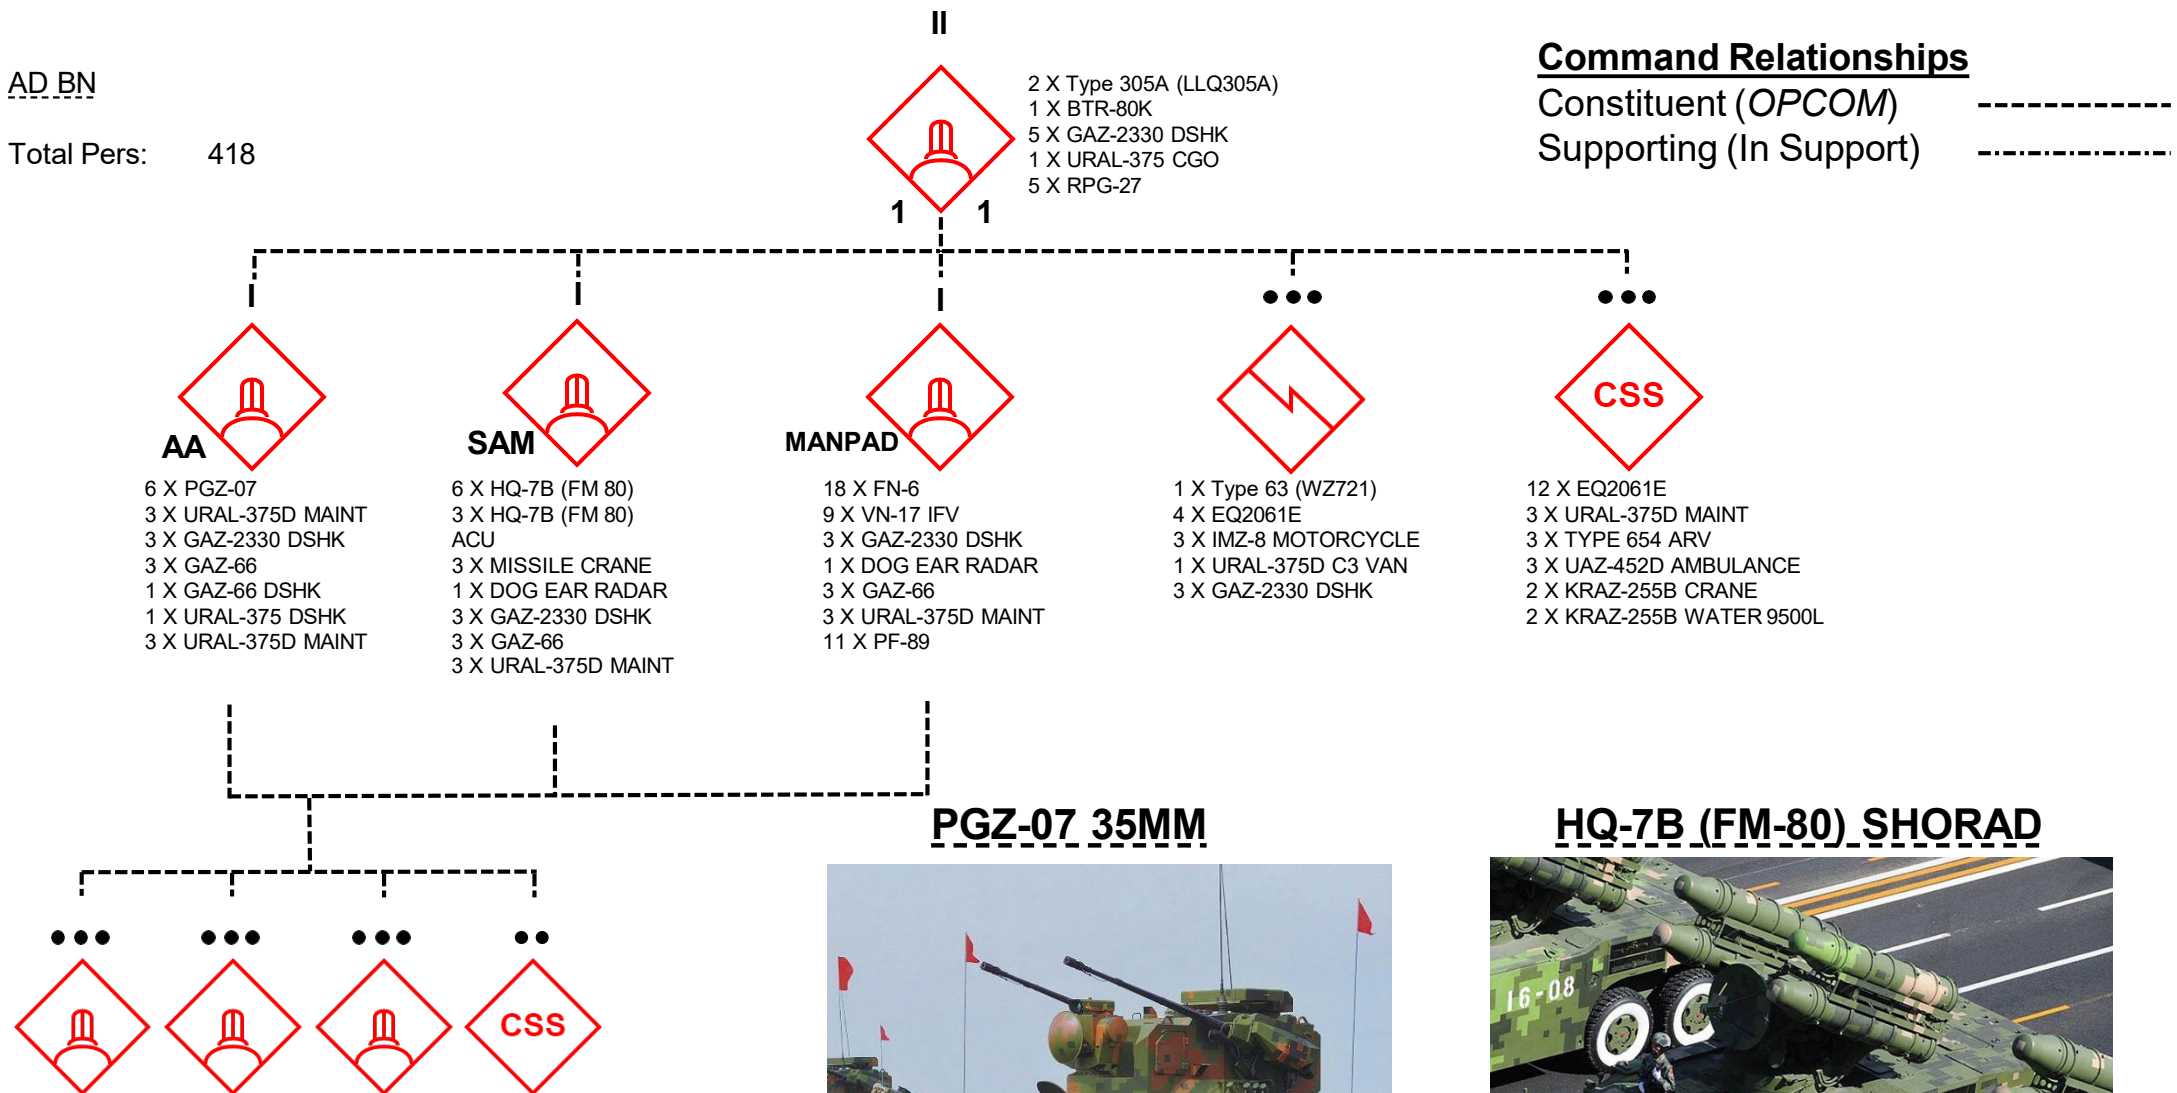 II
AD BN
Total Pers: 418
2 X Type 305A (LLQ305A)
1 X BTR-80K
5 X GAZ-2330 DSHK
1 X URAL-375 CGO
5 X RPG-27
1 1
Command Relationships
Constituent (OPCOM)
Supporting (In Support)
I
AA
6 X PGZ-07
3 X URAL-375D MAINT
3 X GAZ-2330 DSHK
3 X GAZ-66
1 X GAZ-66 DSHK
1 X URAL-375 DSHK
3 X URAL-375D MAINT
I
SAM
6 X HQ-7B (FM 80)
3 X HQ-7B (FM 80)
ACU
3 X MISSILE CRANE
1 X DOG EAR RADAR
3 X GAZ-2330 DSHK
3 X GAZ-66
3 X URAL-375D MAINT
I
MANPAD
18 X FN-6
9 X VN-17 IFV
3 X GAZ-2330 DSHK
1 X DOG EAR RADAR
3 X GAZ-66
3 X URAL-375D MAINT
11 X PF-89
1 X Type 63 (WZ721)
4 X EQ2061E
3 X IMZ-8 MOTORCYCLE
1 X URAL-375D C3 VAN
3 X GAZ-2330 DSHK
CSS
12 X EQ2061E
3 X URAL-375D MAINT
3 X TYPE 654 ARV
3 X UAZ-452D AMBULANCE
2 X KRAZ-255B CRANE
2 X KRAZ-255B WATER 9500L
CSS
PGZ-07 35MM
HQ-7B (FM-80) SHORAD
16-08